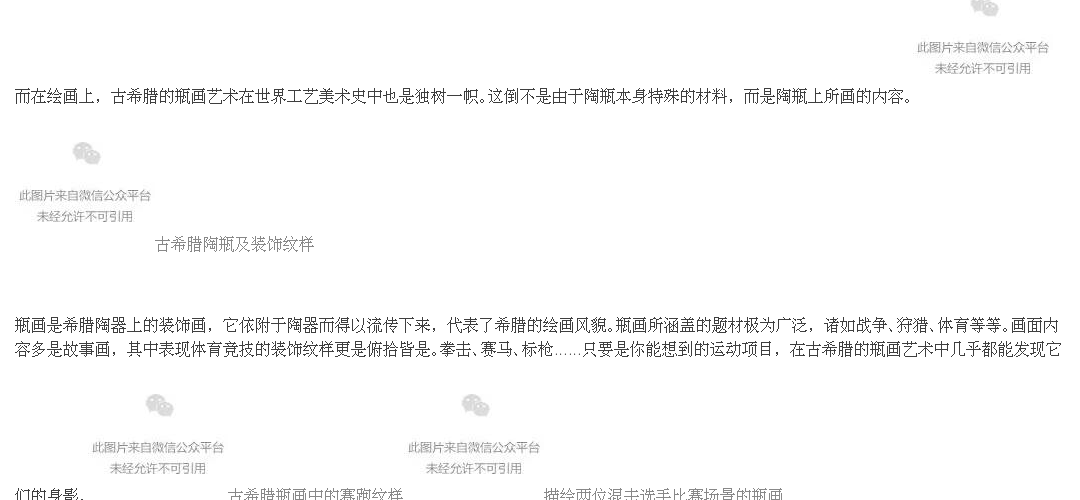 此图片来自微信公众平台
未经允许不可引用
而在绘画上，古希腊的瓶画艺术在世界工艺美术史中也是独树一帜。这倒不是由于陶瓶本身特殊的材料，而是陶瓶上所画的内容。
此图片来自微信公众平台
未经允许不可引用
古希腊陶瓶及装饰纹样
瓶画是希腊陶器上的装饰画，它依附于陶器而得以流传下来，代表了希腊的绘画风貌。瓶画所涵盖的题材极为广泛，诸如战争、狩猎、体育等等。画面内
容多是故事画，其中表现体育竞技的装饰纹样更是俯拾皆是。拳击、赛马、标枪……只要是你能想到的运动项目，在古希腊的瓶画艺术中几乎都能发现它
此图片来自微信公众平台
未经允许不可引用
此图片来自微信公众平台
未经允许不可引用
们的身影。 古希腊瓶画中的赛跑纹样 描绘两位混击选手比赛场景的瓶画